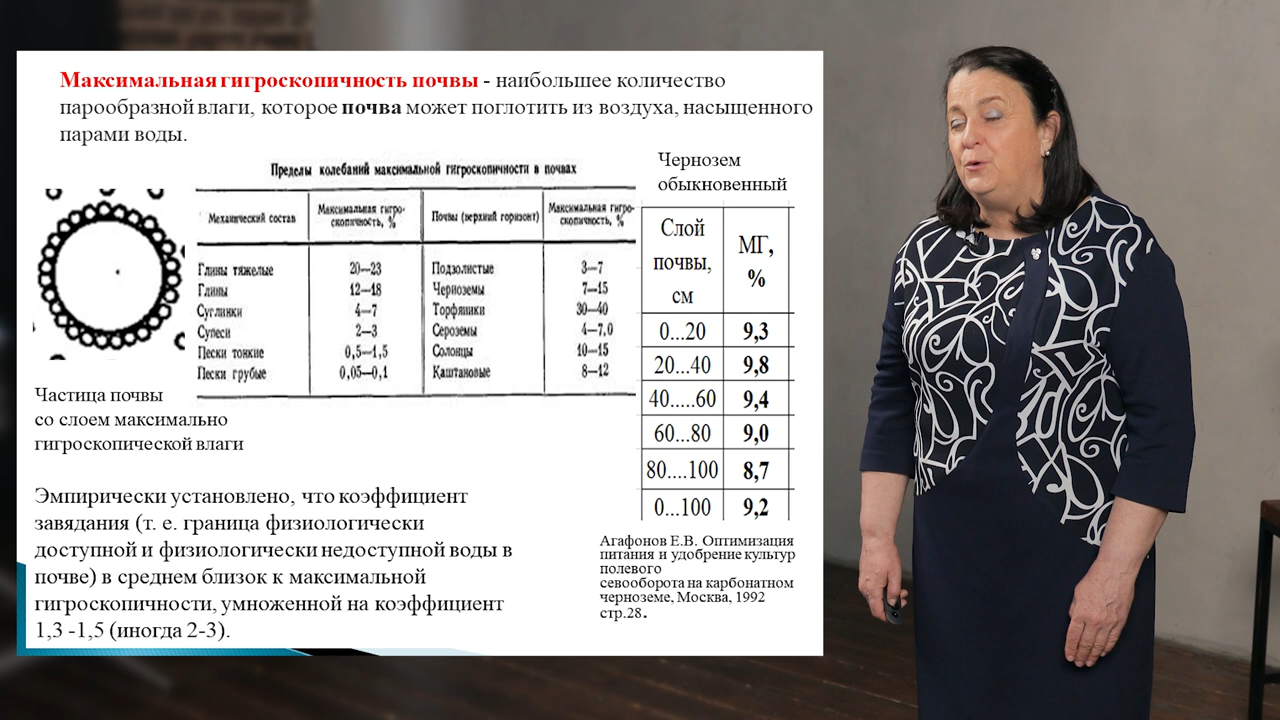 Максимальная гигроскопичность почвы - наибольшее количество
парообразной влаги, которое почва может поглотить из воздуха, насыщенного
парами воды.
Пределы колебаний максимальной гигроскопичности в почвах
Механический состав
Максимальная гигро-
скопичность, %
Почвы (верхний горизонт)
Максимальная гигро-
скопичность, %
Глины тяжелые 20—23 Подзолистые 3—7
Глины 12—18 Черноземы 7—15
Суглинки 4—7 Торфяники 30—40
Супеси 2—3 Сероземы 4—7,0
Пески тонкие 0,5—1,5 Солонцы 10—15
Пески грубые 0,05—0,1 Каштановые 8—12
Частица почвы
со слоем максимально
гигроскопической влаги
Чернозем
обыкновенный
Слой
почвы,
см
МГ,
%
0...20 9,3
20...40 9,8
40.....60 9,4
60...80 9,0
80....100 8,7
0...100 9,2
Эмпирически установлено, что коэффициент
завядания (т. е. граница физиологически
доступной и физиологически недоступной воды в
почве) в среднем близок к максимальной
гигроскопичности, умноженной на коэффициент
1,3 -1,5 (иногда 2-3).
Агафонов Е.В. Оптимизация
питания и удобрение культур
полевого
севооборота на карбонатном
черноземе, Москва, 1992
стр.28.